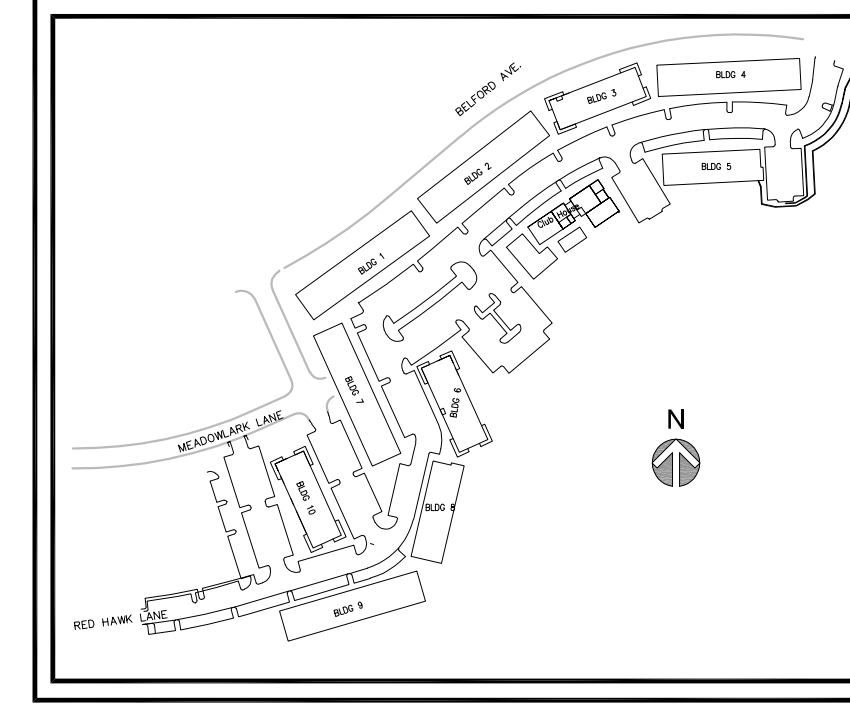 BELFORD AVE.
BLDG 4
BLDG 3
BLDG 2
BLDG 5
Club House
BLDG 1
BLDG 7
BLDG 6
MEADOWLARK LANE
N
BLDG 10
BLDG 8
BLDG 9
RED HAWK LANE